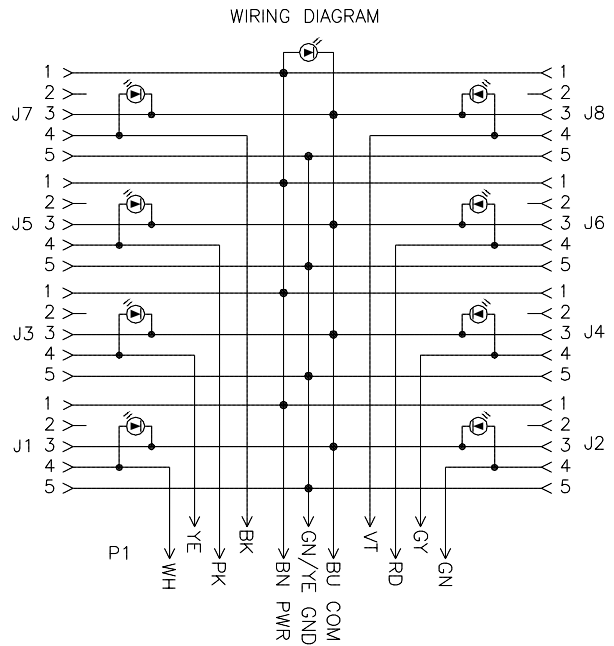 WIRING DIAGRAM
1 1
2 2
J7 3 3 J8
4 4
5 5
1 1
2 2
J5 3 3 J6
4 4
5 5
1 1
2 2
J3 3 3 J4
4 4
5 5
1 1
2 2
J1 3 3 J2
4 4
5 5
P1
WH
YE
PK
BK
BN PWR
GN/YE GND
BU COM
VT
RD
GY
GN